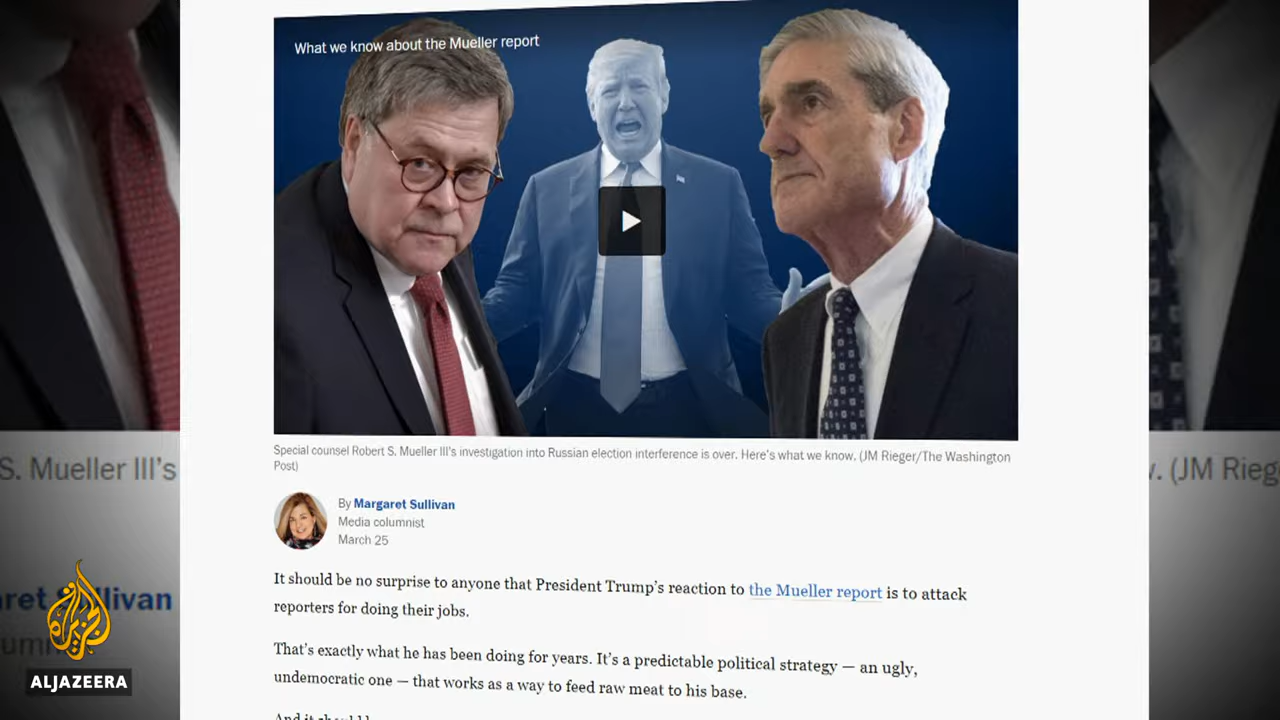 What we know about the Mueller report
Special counsel Robert S. Mueller III's investigation into Russian election interference is over. Here's what we know. (JM Rieger/The Washington
Post)
S. Mueller III's
v. (JM Rieg
By Margaret Sullivan
Media columnist
March 25
It should be no surprise to anyone that President Trump's reaction to the Mueller report is to attack
reporters for doing their jobs.
That's exactly what he has been doing for years. It's a predictable political strategy — an ugly,
undemocratic one — that works as a way to feed raw meat to his base.
ALJAZEERA